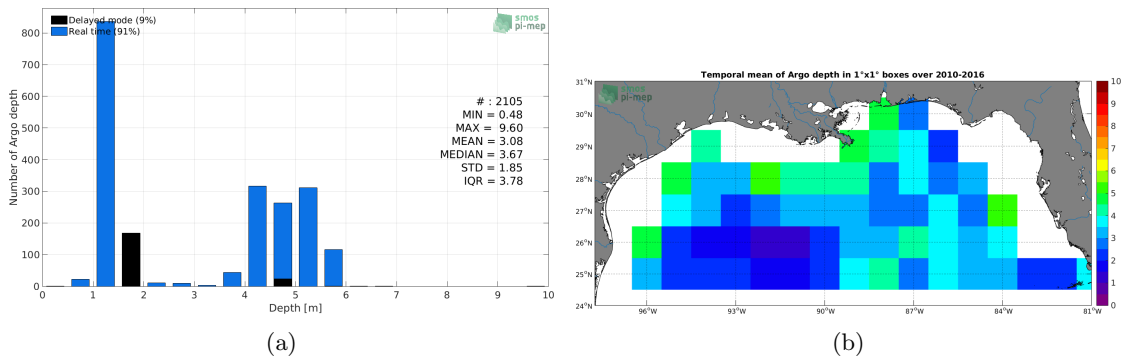 Delayed mode (9%)
Real time (91%)
smos
pi-mep
Number of Argo depth
800
700
600
500
400
300
200
100
0
# : 2105
MIN = 0.48
MAX = 9.60
MEAN = 3.08
MEDIAN = 3.67
STD = 1.85
IQR = 3.78
0 1 2 3 4 5 6 7 8 9 10
Depth [m]
(a)
Temporal mean of Argo depth in 1°x1° boxes over 2010-2016
smos
pi-mep
31°N
30°N
29°N
28°N
27°N
26°N
25°N
24°N
96°W 93°W 90°W 87°W 84°W 81°W
10
9
8
7
6
5
4
3
2
1
0
(b)